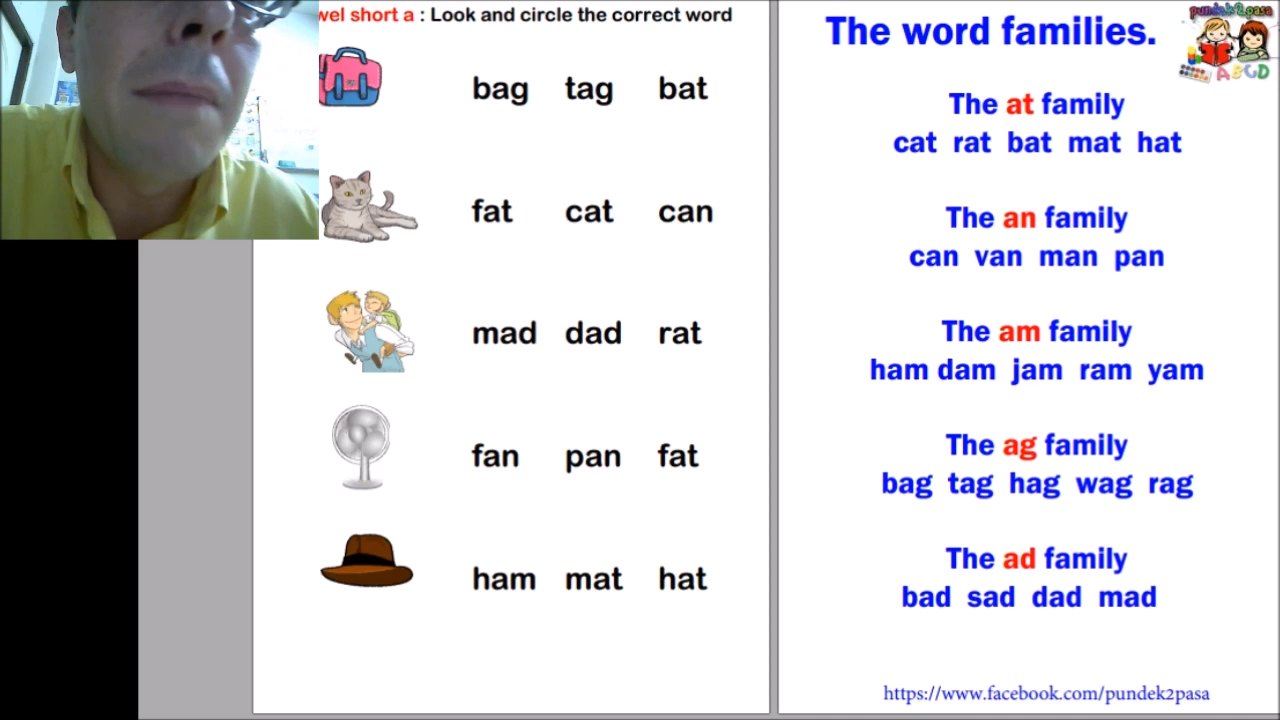 wel short a : Look and circle the correct word
bag tag bat
fat cat can
mad dad rat
fan pan fat
ham mat hat
The word families.
pundek2pasa
ABCD
The at family
cat rat bat mat hat
The an family
can van man pan
The am family
ham dam jam ram yam
The ag family
bag tag hag wag rag
The ad family
bad sad dad mad
https://www.facebook.com/pundek2pasa